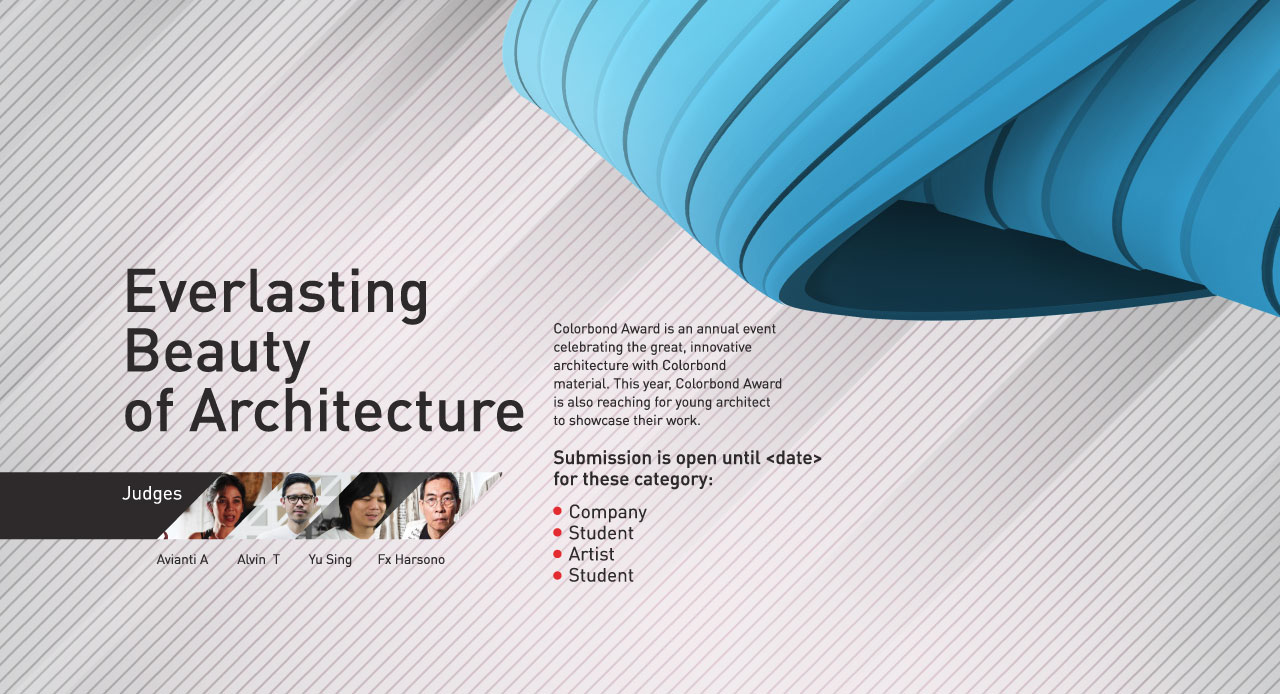 Everlasting
Beauty
of Architecture
Judges
Avianti A
Alvin T
Yu Sing
Fx Harsono
Colorbond Award is an annual event
celebrating the great, innovative
architecture with Colorbond
material. This year, Colorbond Award
is also reaching for young architect
to showcase their work.
Submission is open until <date>
for these category:
Company
Student
Artist
Student